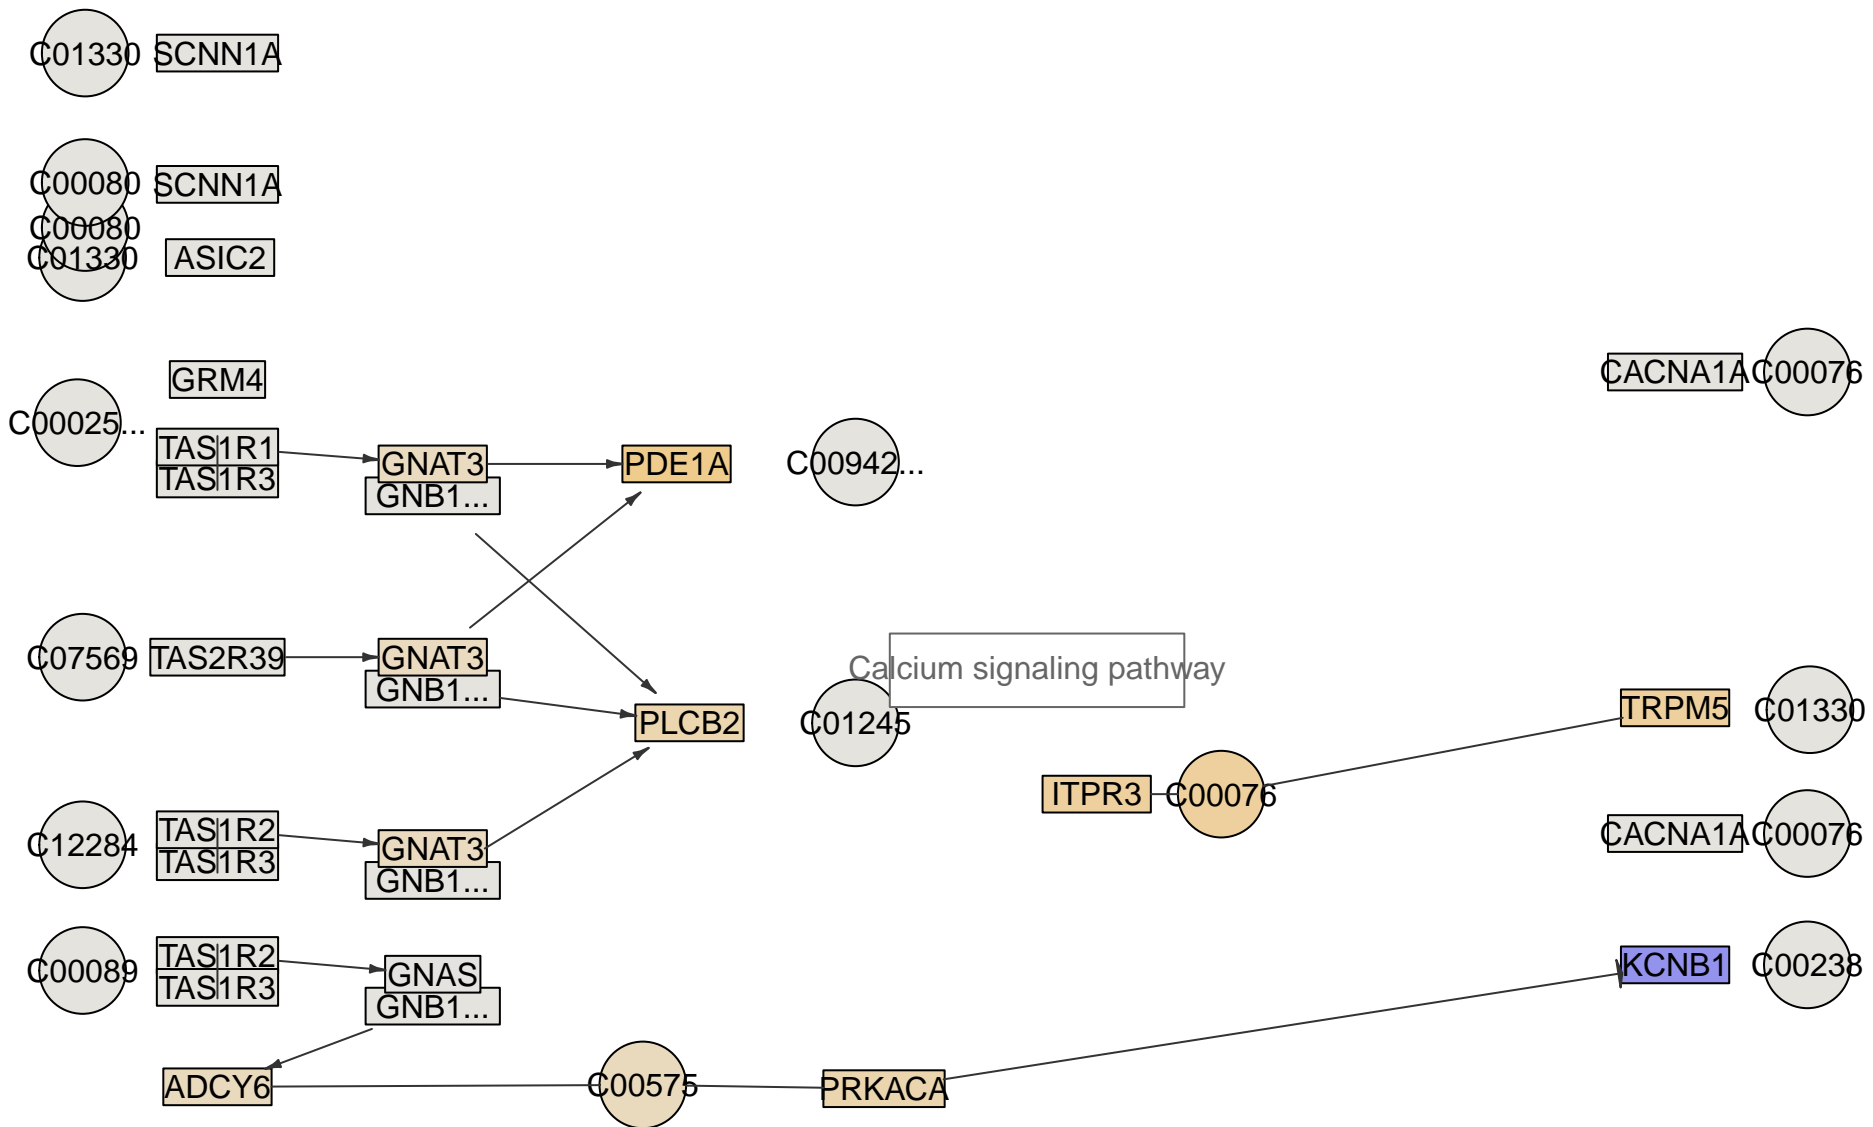 C01330 SCNN1A
C00080 SCNN1A
C00080
C01330 ASIC2
GRM4
CACNA1A C00076
C00025...
TAS1R1
GNAT3 PDE1A C00942...
TAS1R3
GNB1...
C07569 TAS2R39 GNAT3
Calcium signaling pathway
GNB1...
TRPM5 C01330
PLCB2 C01245
ITPR3 C00076
TAS1R2
CACNA1A C00076
C12284
GNAT3
TAS1R3
GNB1...
TAS1R2
KCNB1 C00238
C00089
GNAS
TAS1R3
GNB1...
ADCY6 C00575 PRKACA